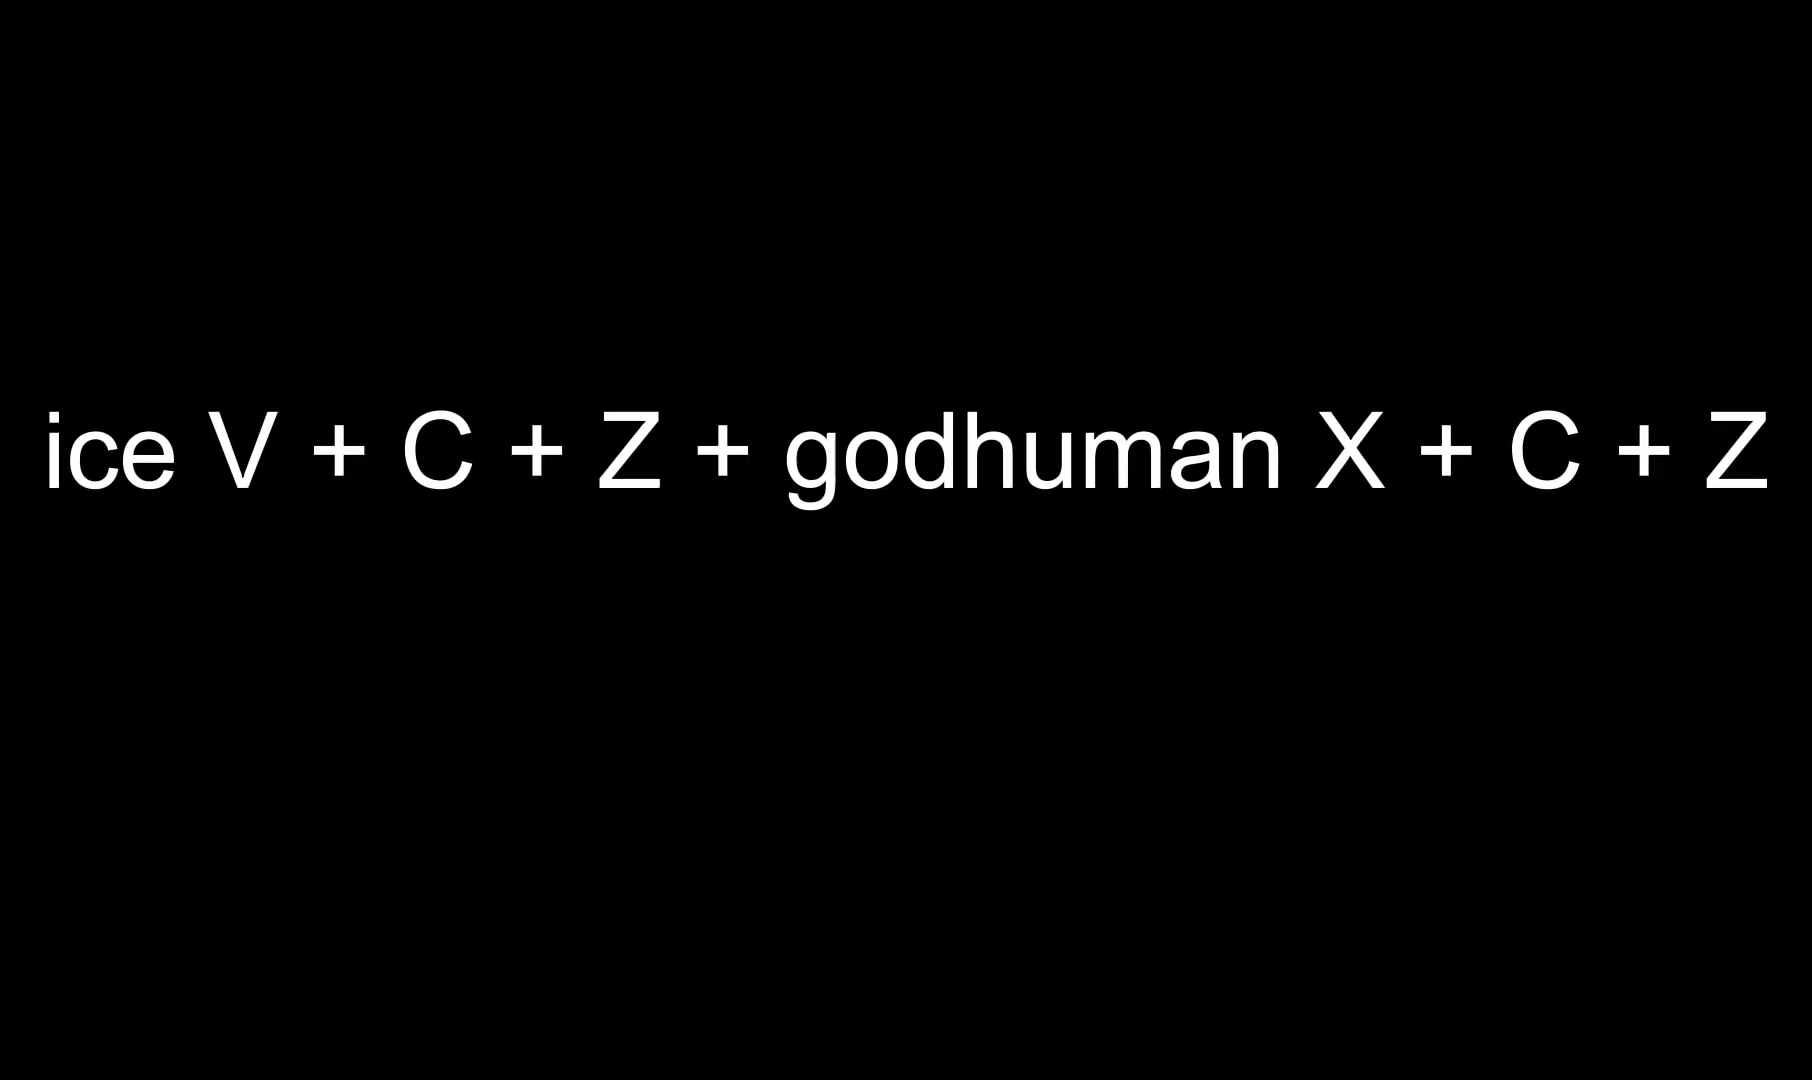 ice V + C + Z + godhuman X + C + Z